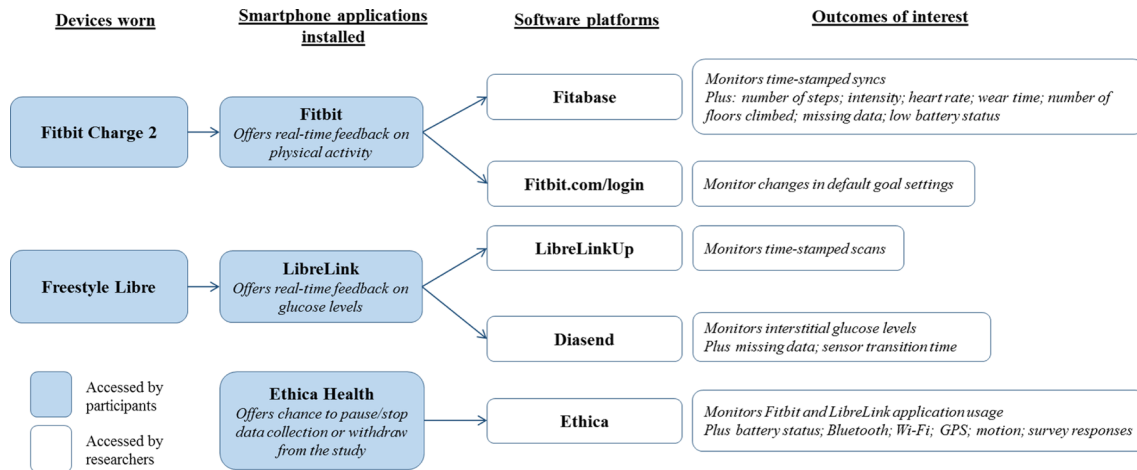 Devices worn
Smartphone applications
installed
Software platforms
Outcomes of interest
Fitbit Charge 2
Fitbit
Offers real-time feedback on
physical activity
Fitabase
Monitors time-stamped syncs
Plus: number of steps; intensity; heart rate; wear time; number of
floors climbed; missing data; low battery status
Fitbit.com/login
Monitor changes in default goal settings
Freestyle Libre
LibreLink
Offers real-time feedback on
glucose levels
LibreLinkUp
Monitors time-stamped scans
Diasend
Monitors interstitial glucose levels
Plus missing data; sensor transition time
Ethica Health
Offers chance to pause/stop
data collection or withdraw
from the study
Ethica
Monitors Fitbit and LibreLink application usage
Plus battery status; Bluetooth; Wi-Fi; GPS; motion; survey responses
Accessed by
participants
Accessed by
researchers